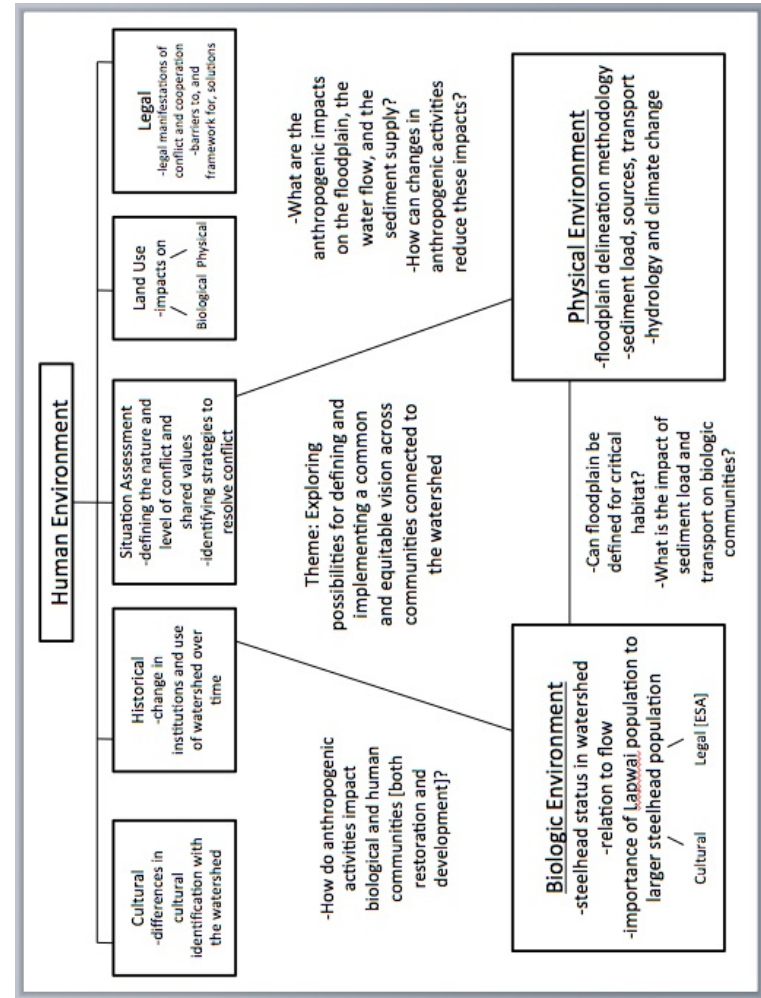 Human Environment
Cultural
-differences in
cultural
identification with
the watershed
Historical
-change in
institutions and use
of watershed over
time
Situation Assessment
-defining the nature and
level of conflict and
shared values
-identifying strategies to
resolve conflict
Land Use
-impacts on
Biological Physical
Legal
-legal manifestations of
conflict and cooperation
-barriers to, and
framework for, solutions
-How do anthropogenic
activities impact
biological and human
communities [both
restoration and
development]?
Theme: Exploring
possibilities for defining and
implementing a common
and equitable vision across
communities connected to
the watershed
-What are the
anthropogenic impacts
on the floodplain, the
water flow, and the
sediment supply?
-How can changes in
anthropogenic activities
reduce these impacts?
Biologic Environment
-steelhead status in watershed
-relation to flow
-importance of Lapwai population to
larger steelhead population
Cultural Legal [ESA]
-Can floodplain be
defined for critical
habitat?
-What is the impact of
sediment load and
transport on biologic
communities?
Physical Environment
-floodplain delineation methodology
-sediment load, sources, transport
-hydrology and climate change